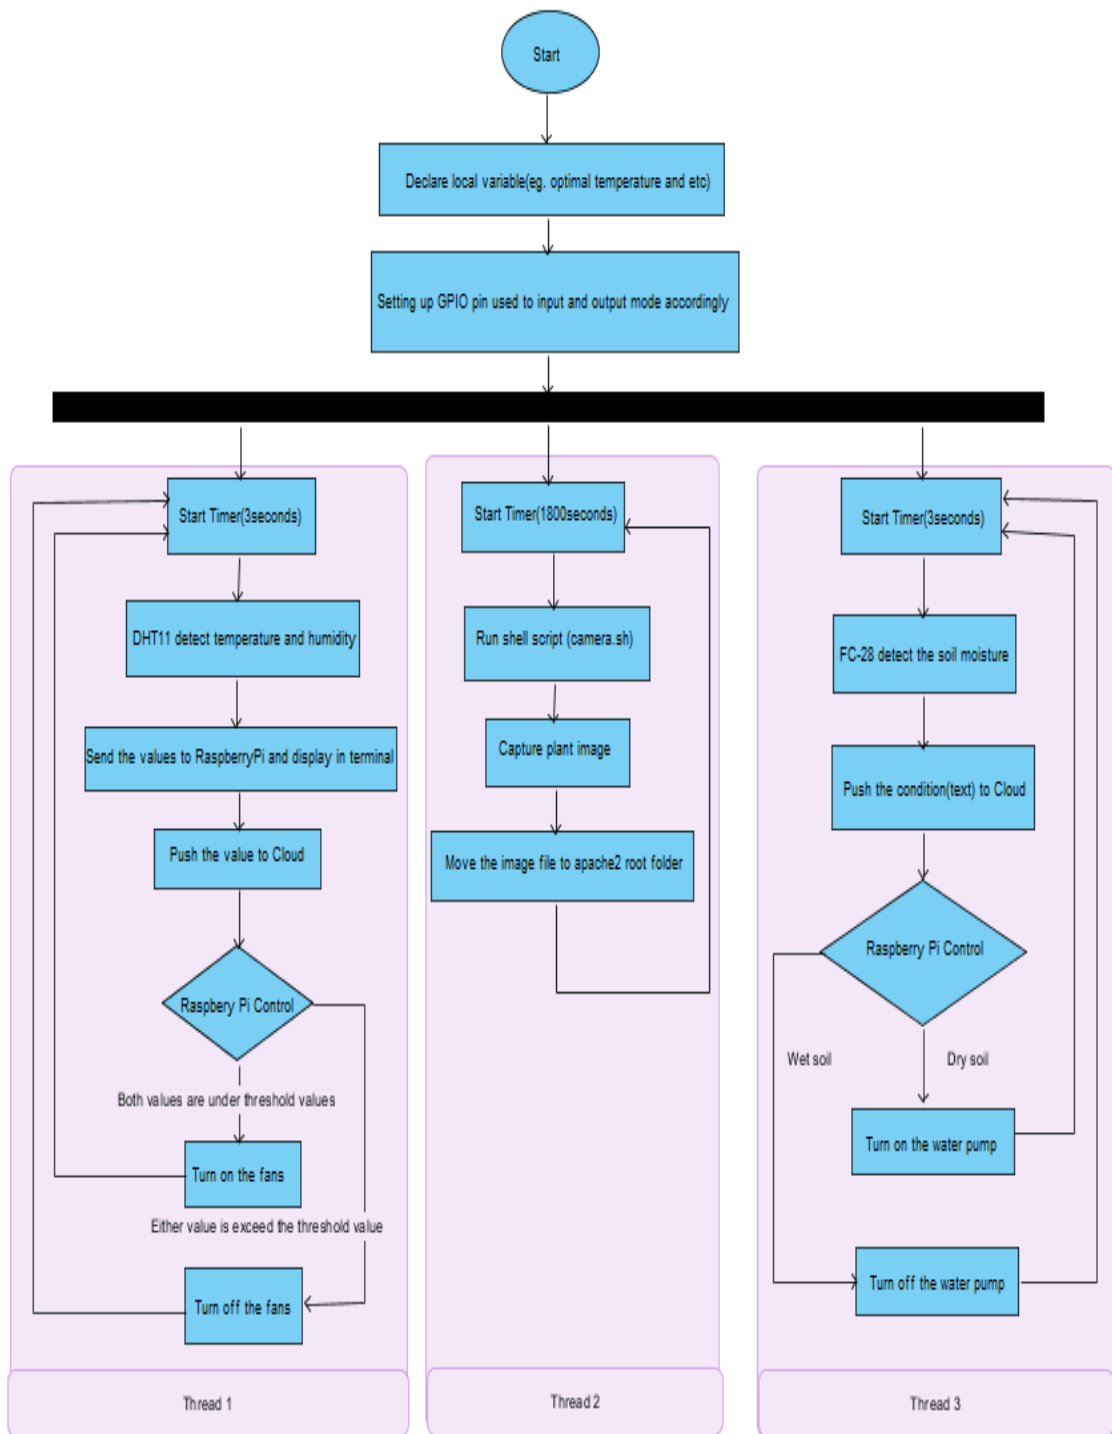 Start
Declare local variable(eg. optimal temperature and etc)
Setting up GPIO pin used to input and output mode accordingly
Start Timer(3seconds)
DHT11 detect temperature and humidity
Send the values to RaspberryPi and display in terminal
Push the value to Cloud
Raspbery Pi Control
Both values are under threshold values
Turn on the fans
Either value is exceed the threshold value
Turn off the fans
Thread 1
Start Timer(1800seconds)
Run shell script (camera.sh)
Capture plant image
Move the image file to apache2 root folder
Thread 2
Start Timer(3seconds)
FC-28 detect the soil moisture
Push the condition(text) to Cloud
Raspberry Pi Control
Wet soil
Dry soil
Turn on the water pump
Turn off the water pump
Thread 3